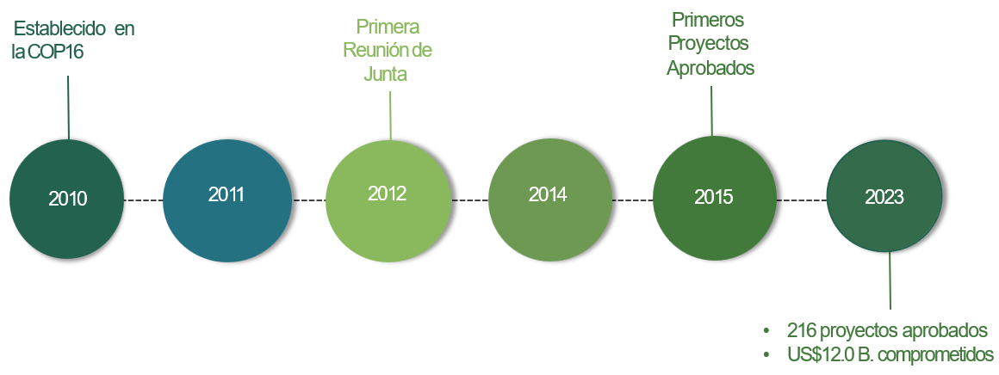 Establecido en
la COP16
Primera
Reunión de
Junta
Primeros
Proyectos
Aprobados
2010
2011
2012
2014
2015
2023
• 216 proyectos aprobados
• US$12.0 B. comprometidos